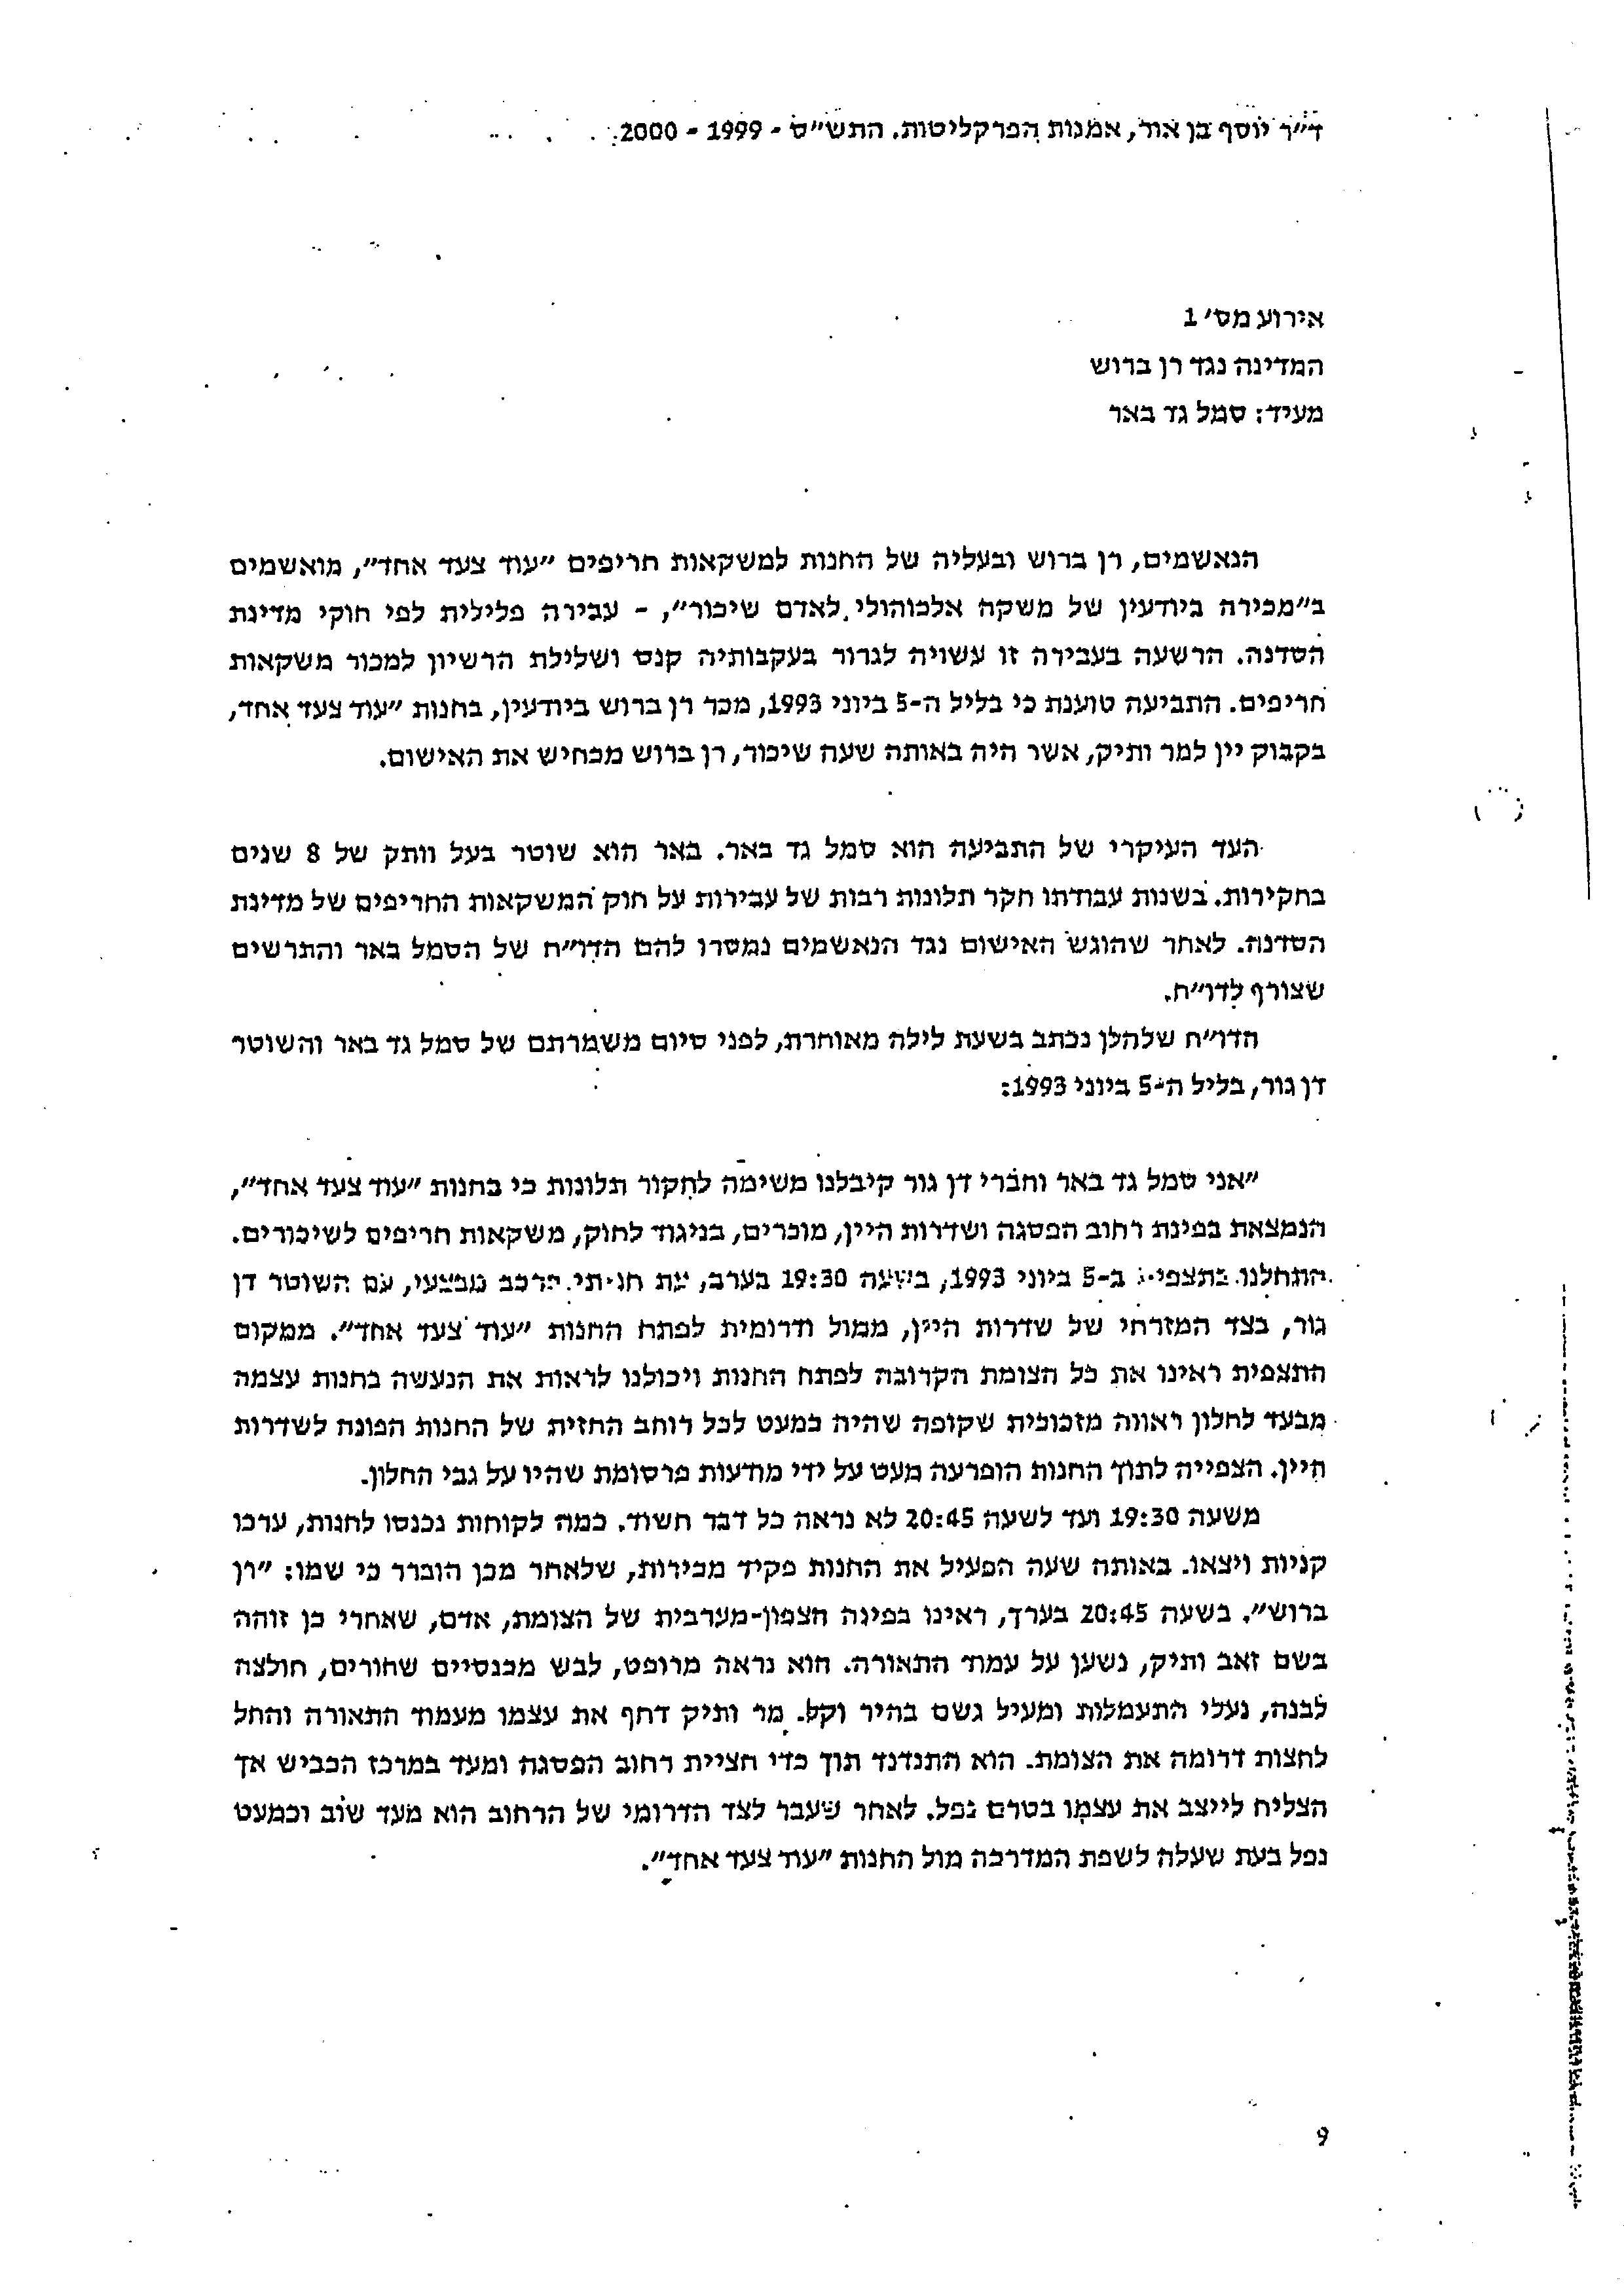 ד"ר יוסף בן אור, אמנות הפרקליטות. התש"ס - 1999 - 2000.
אירוע מס' 1
המדינה נגד רן ברוש
מעיד: סמל גד באר
הנאשמים, רן ברוש ובעליה של החנות למשקאות חריפים "עוד צעד אחד", מואשמים
ב"מכירה ביודעין של משקה אלכוהולי לאדם שיכור", - עבירה פלילית לפי חוקי מדינת
הסדנה. הרשעה בעבירה זו עשויה לגרור בעקבותיה קנס ושלילת הרשיון למכור משקאות
חריפים. התביעה טוענת כי בליל ה-5 ביוני 1993, מכר רן ברוש ביודעין, בחנות "עוד צעד אחד,
בקבוק יין למר ותיק, אשר היה באותה שעה שיכור, רן ברוש מכחיש את האישום.
העד העיקרי של התביעה הוא סמל גד באר. באר הוא שוטר בעל וותק של 8 שנים
בחקירות. בשנות עבודתו חקר תלונות רבות של עבירות על חוק המשקאות החריפים של מדינת
הסדנה. לאחר שהוגש האישום נגד הנאשמים נמסרו להם הדו"ח של הסמל באר והתרשים
שצורף לדו"ח.
הדו"ח שלהלן נכתב בשעת לילה מאוחרת, לפני סיום משמרתם של סמל גד באר והשוטר
דן גור, בליל ה-5 ביוני 1993:
"אני סמל גד באר וחברי דן גור קיבלנו משימה לחקור תלונות כי בחנות "עוד צעד אחד",
הנמצאת בפינת רחוב הפסגה ושדרות היין, מוכרים, בניגוד לחוק, משקאות חריפים לשיכורים.
התחלנו ב-5 ביוני 1993, בשעה 19:30 בערב, עת רכב מבצעי, עם השוטר דן
גור, בצד המזרחי של שדרות היין, ממול ודרומית לפתח החנות "עוד צעד אחד". ממקום
התצפית ראינו את כל הצומת הקרובה לפתח החנות ויכולנו לראות את הנעשה בחנות עצמה
מבעד לחלון ראווה מזכוכית שקופה שהיה כמעט לכל רוחב החזית של החנות הפונה לשדרות
היין. הצפייה לתוך החנות הופרעה מעט על ידי מודעות פרסומת שהיו על גבי החלון.
משעה 19:30 ועד לשעה 20:45 לא נראה כל דבר חשוד. כמה לקוחות נכנסו לחנות, ערכו
קניות ויצאו. באותה שעה הפעיל את החנות פקיד מכירות, שלאחר מכן הוברר כי שמו: "רן
ברוש". בשעה 20:45 בערך, ראינו בפינה הצפון-מערבית של הצומת, אדם, שאחרי כן זוהה
בשם זאב ותיק, נשען על עמוד התאורה. הוא נראה מרופט, לבש מכנסיים שחורים, חולצה
לבנה, נעלי התעמלות ומעיל גשם בהיר וקל. מר ותיק דחף את עצמו מעמוד התאורה והחל
לחצות דרומה את הצומת. הוא התנדנד תוך כדי חציית רחוב הפסגה ומעד במרכז הכביש אך
הצליח לייצב את עצמו בטרם נפל. לאחר שעבר לצד הדרומי של הרחוב הוא מעד שוב וכמעט
נפל בעת שעלה לשפת המדרכה מול החנות "עוד צעד אחד".
9